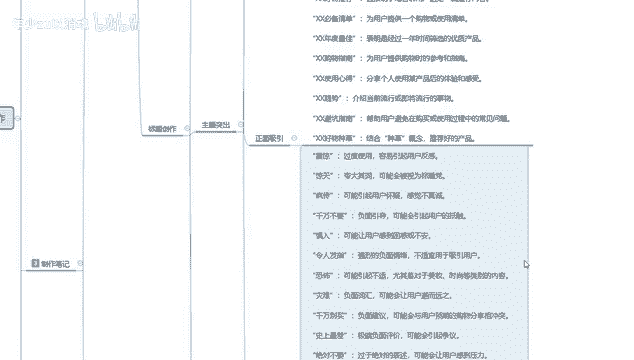 "XX必备清单"：为用户提供一个购物或使用清单。
"XX年度最佳"：表明是经过一年时间筛选的优质产品。
"XX购物指南"：为用户提供购物时的参考和指南。
"XX使用心得"：分享个人使用某产品后的体验和感受。
介绍当前流行或即将流行的事物。
"XX避坑指南"：帮助用户避免在购买或使用过程中的常见问题。
"XX好物种草"：结合"种草"概念，推荐好的产品。
标题创作
主题突出
正面吸引
制作笔记
作
"震惊"：过度使用，容易引起用户反感。
"惊天"：夸大其词，可能会被视为标题党。
"疯传"：可能引起用户怀疑，感觉不真诚。
"千万不要"：负面引导，可能会引起用户的抵触。
"慎入"：可能让用户感到困惑或不安。
"令人发指"：强烈的负面情绪，不适宜用于吸引用户。
"恐怖"：可能引起不适，尤其是对于美妆、时尚等类别的内容。
"灾难"：负面词汇，可能会让用户避而远之。
"千万别买"：负面建议，可能会与用户预期的购物分享相冲突。
"史上最差"：极端负面评价，可能会引起争议。
"绝对不要"：过于绝对的表述，可能会让用户感到压力。